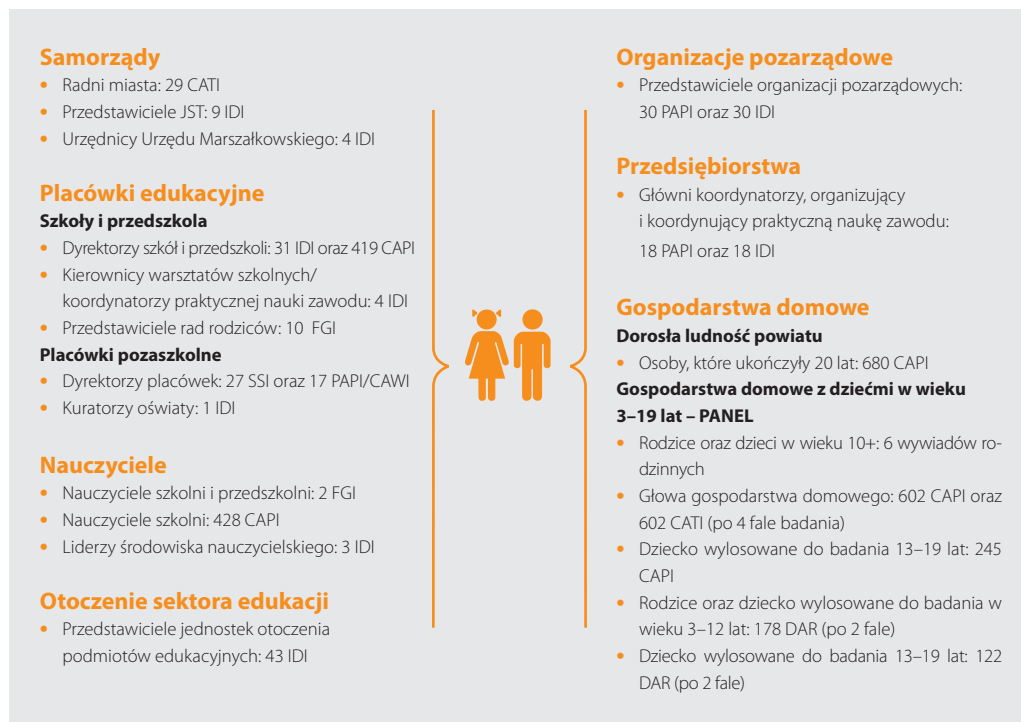 Samorządy
• Radni miasta: 29 CATI
• Przedstawiciele JST: 9 IDI
• Urzędnicy Urzędu Marszałkowskiego: 4 IDI
Placówki edukacyjne
Szkoły i przedszkola
• Dyrektorzy szkół i przedszkoli: 31 IDI oraz 419 CAPI
• Kierownicy warsztatów szkolnych/
koordynatorzy praktycznej nauki zawodu: 4 IDI
• Przedstawiciele rad rodziców: 10 FGI
Placówki pozaszkolne
• Dyrektorzy placówek: 27 SSI oraz 17 PAPI/CAWI
• Kuratorzy oświaty: 1 IDI
Nauczyciele
• Nauczyciele szkolni i przedszkolni: 2 FGI
• Nauczyciele szkolni: 428 CAPI
• Liderzy środowiska nauczycielskiego: 3 IDI
Otoczenie sektora edukacji
• Przedstawiciele jednostek otoczenia
podmiotów edukacyjnych: 43 IDI
Organizacje pozarządowe
• Przedstawiciele organizacji pozarządowych:
30 PAPI oraz 30 IDI
Przedsiębiorstwa
• Główni koordynatorzy, organizujący
i koordynujący praktyczną naukę zawodu:
18 PAPI oraz 18 IDI
Gospodarstwa domowe
Dorosła ludność powiatu
• Osoby, które ukończyły 20 lat: 680 CAPI
Gospodarstwa domowe z dziećmi w wieku
3–19 lat – PANEL
• Rodzice oraz dzieci w wieku 10+: 6 wywiadów ro-
dzinnych
• Głowa gospodarstwa domowego: 602 CAPI oraz
602 CATI (po 4 fale badania)
• Dziecko wylosowane do badania 13–19 lat: 245
CAPI
• Rodzice oraz dziecko wylosowane do badania w
wieku 3–12 lat: 178 DAR (po 2 fale)
• Dziecko wylosowane do badania 13–19 lat: 122
DAR (po 2 fale)